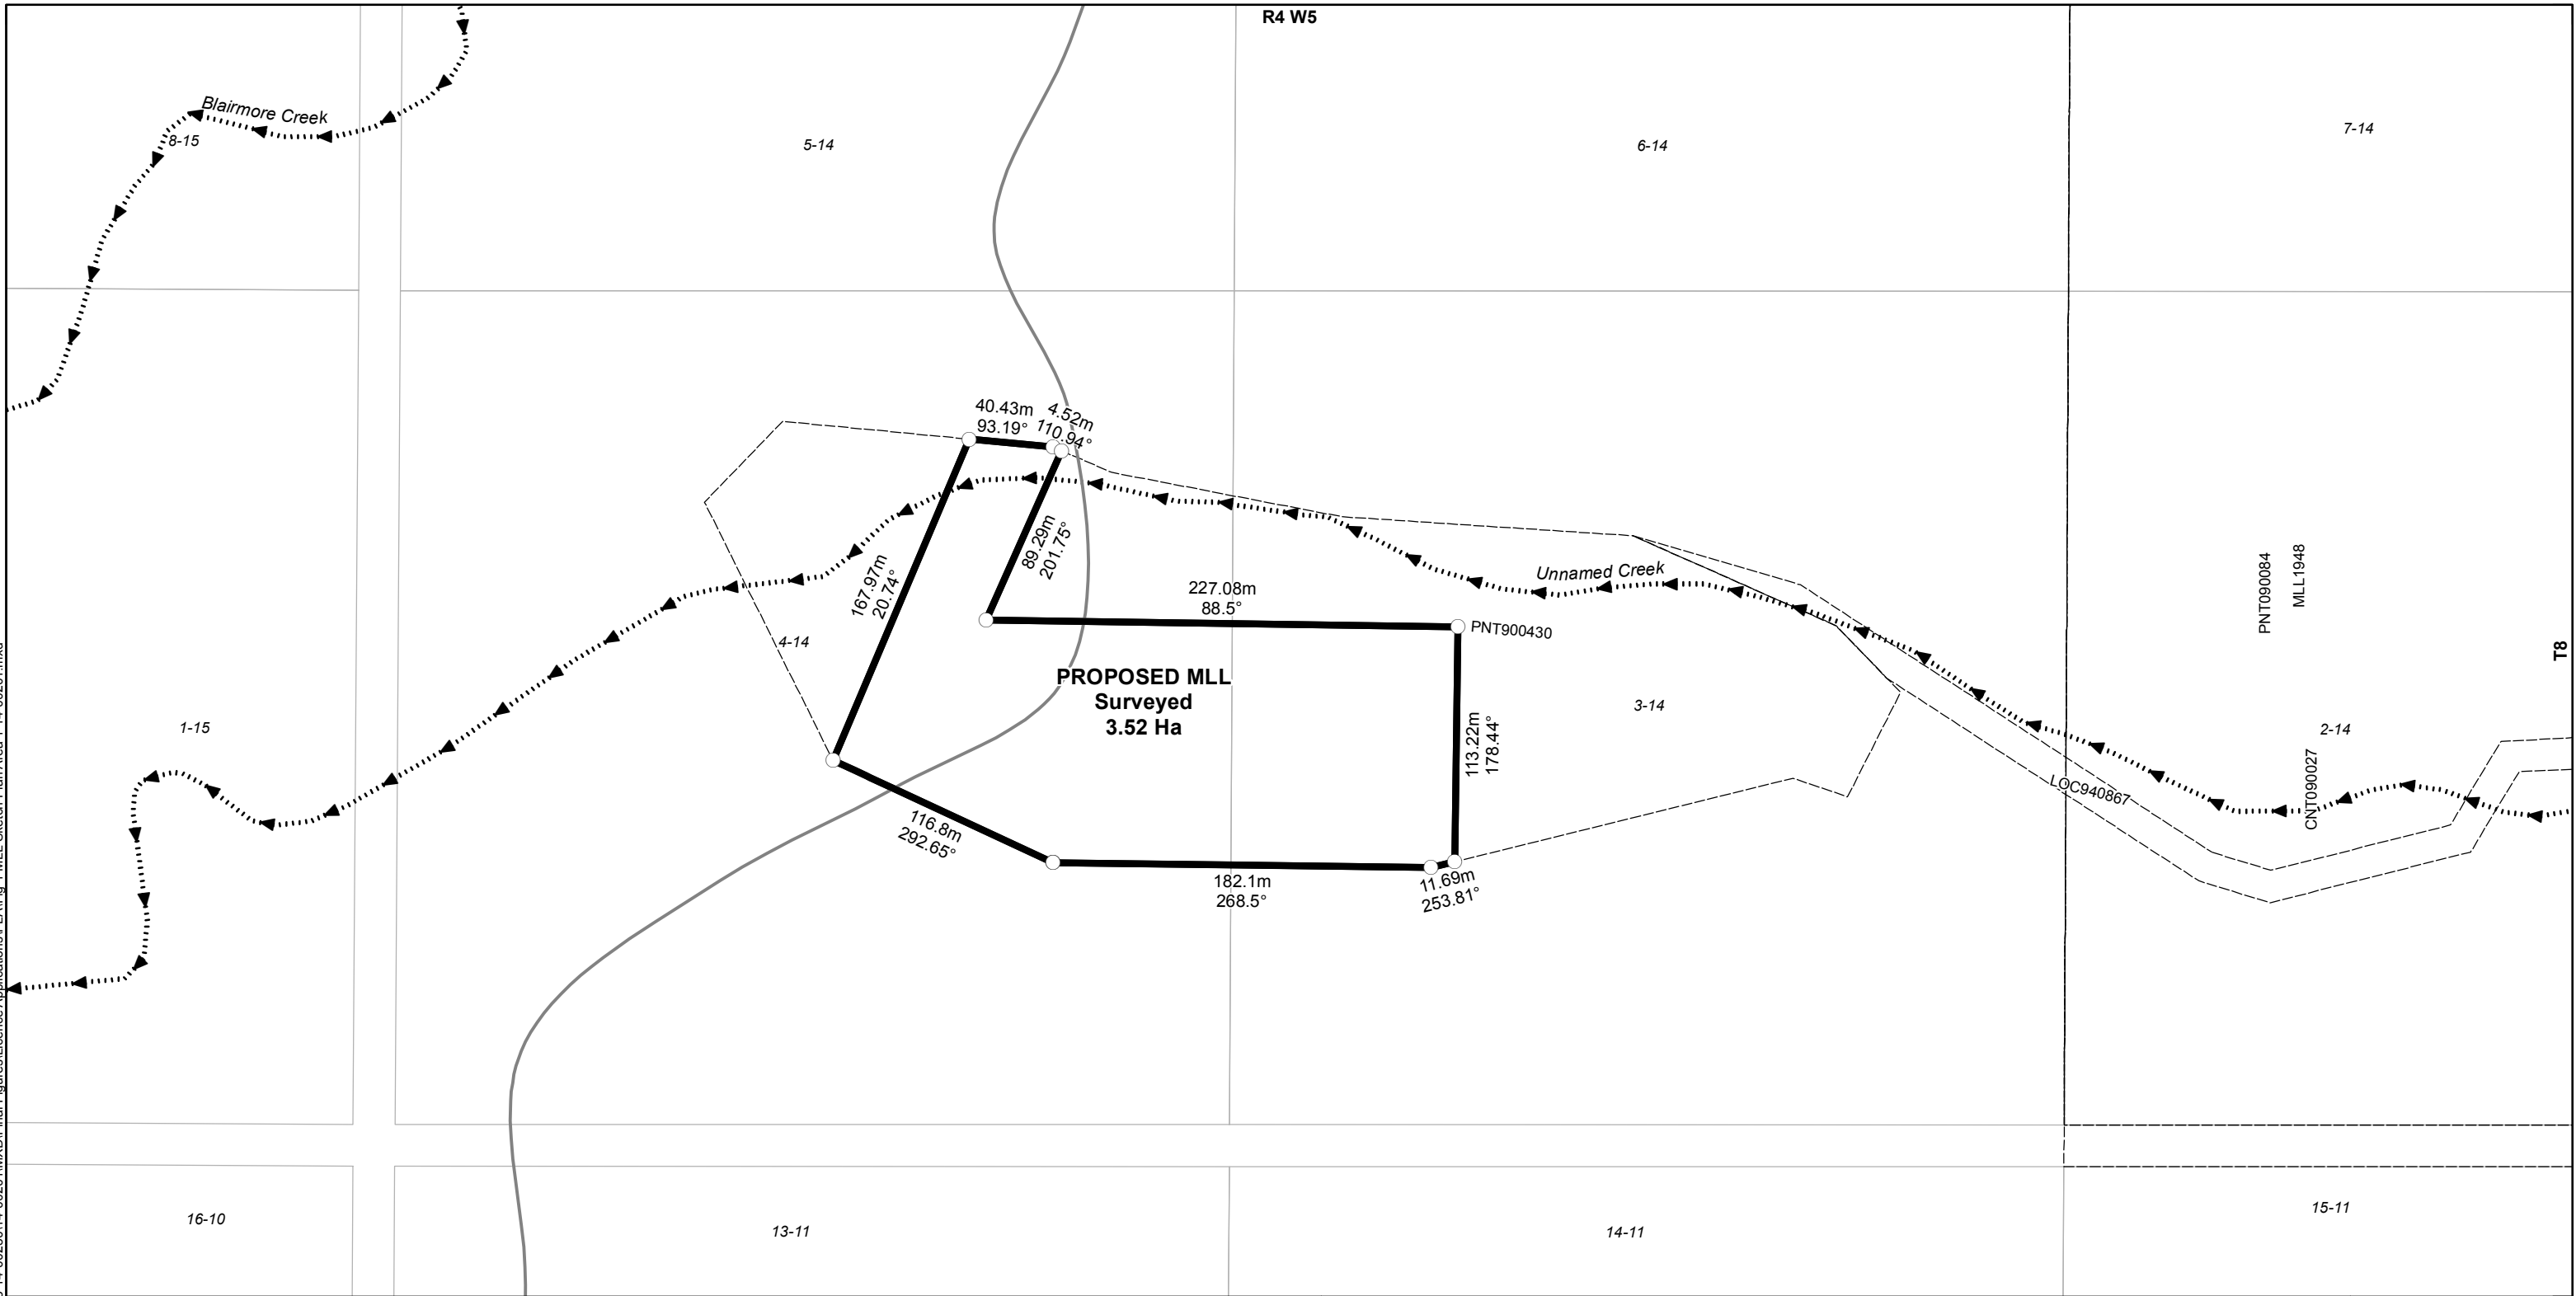 R4 W5
Blairmore Creek
8-15
5-14
6-14
7-14
40.43m
93.19°
4.52m
110.94°
89.29m
201.75°
167.97m
20.74°
227.08m
88.5°
PNT900430
Unnamed Creek
PNT090084
MLL1948
T8
4-14
PROPOSED MLL
Surveyed
3.52 Ha
113.22m
178.44°
3-14
1-15
2-14
LOC940867
CNT090027
116.8m
292.65°
182.1m
268.5°
11.69m
253.81°
16-10
13-11
14-11
15-11